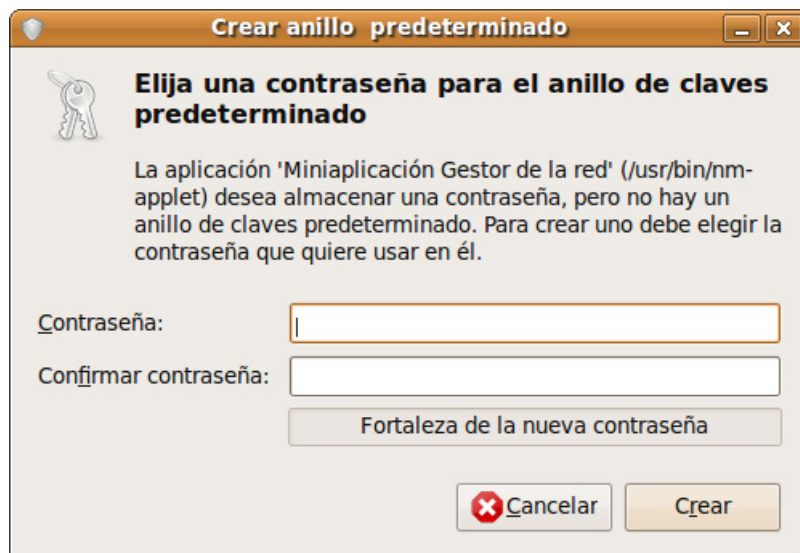 Crear anillo  predeterminado
Elija una contraseña para el anillo de claves
predeterminado
La aplicación 'Miniaplicación Gestor de la red' (/usr/bin/nm-
applet) desea almacenar una contraseña, pero no hay un
anillo de claves predeterminado. Para crear uno debe elegir la
contraseña que quiere usar en él.
Contraseña:
Confirmar contraseña:
Fortaleza de la nueva contraseña
Cancelar
Crear